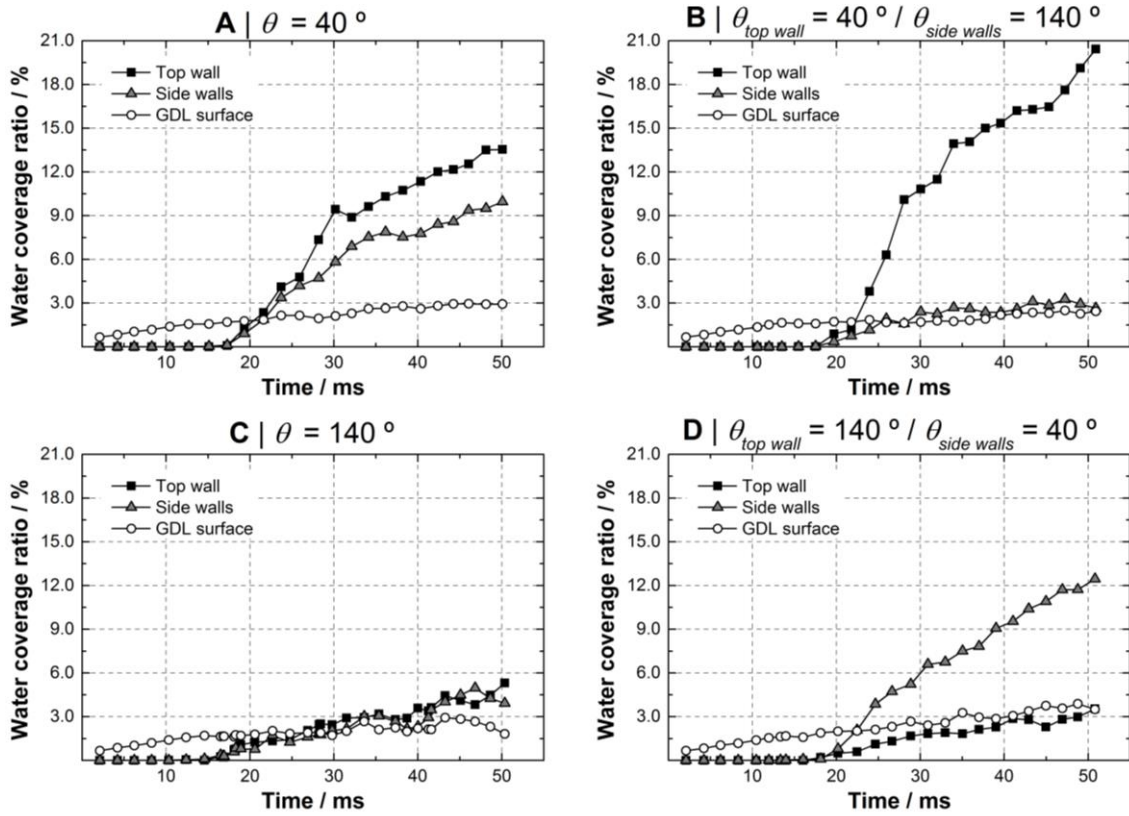 A | θ = 40 º
Water coverage ratio / %
21.0
18.0
15.0
12.0
9.0
6.0
3.0
Top wall
Side walls
GDL surface
10 20 30 40 50
Time / ms
B | θtop wall = 40 º / θside walls = 140º
Water coverage ratio / %
21.0
18.0
15.0
12.0
9.0
6.0
3.0
Top wall
Side walls
GDL surface
10 20 30 40 50
Time / ms
C | θ = 140 º
Water coverage ratio / %
21.0
18.0
15.0
12.0
9.0
6.0
3.0
Top wall
Side walls
GDL surface
10 20 30 40 50
Time / ms
D | θtop wall = 140 º / θside walls = 40º
Water coverage ratio / %
21.0
18.0
15.0
12.0
9.0
6.0
3.0
Top wall
Side walls
GDL surface
10 20 30 40 50
Time / ms